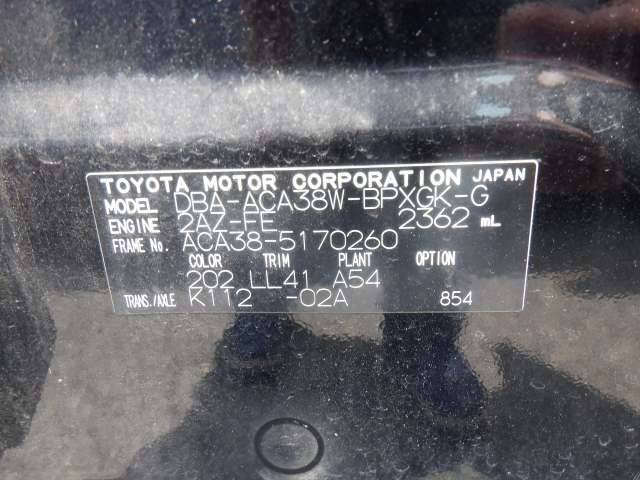 TOYOTA MOTOR CORPORATION JAPAN
MODEL DBA-ACA38W-BPXGK-G
ENGINE 2AZ-FE 2362 mL
FRAME No. ACA38-5170260
COLOR TRIM PLANT OPTION
202 LL41 A54
TRANS./AXLE K112 -02A 854